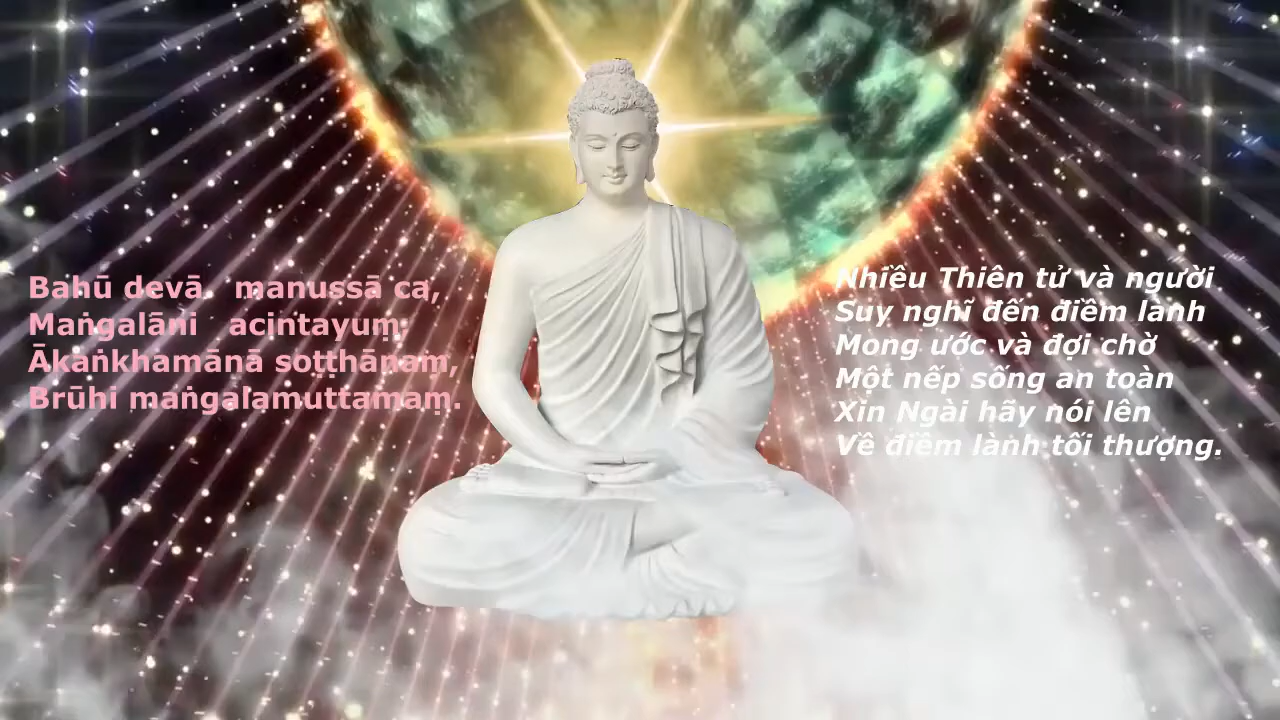 Bahū devā manussā ca,
Maṅgalāni acintayuṃ;
Ākaṅkhamānā soṭṭhānaṃ,
Brūhi maṅgalamuttamaṃ.
Nhiều Thiên tử và người
Suy nghĩ đến điềm lành
Mong ước và đợi chờ
Một nếp sống an toàn
Xin Ngài hãy nói lên
Về điềm lành tối thượng.